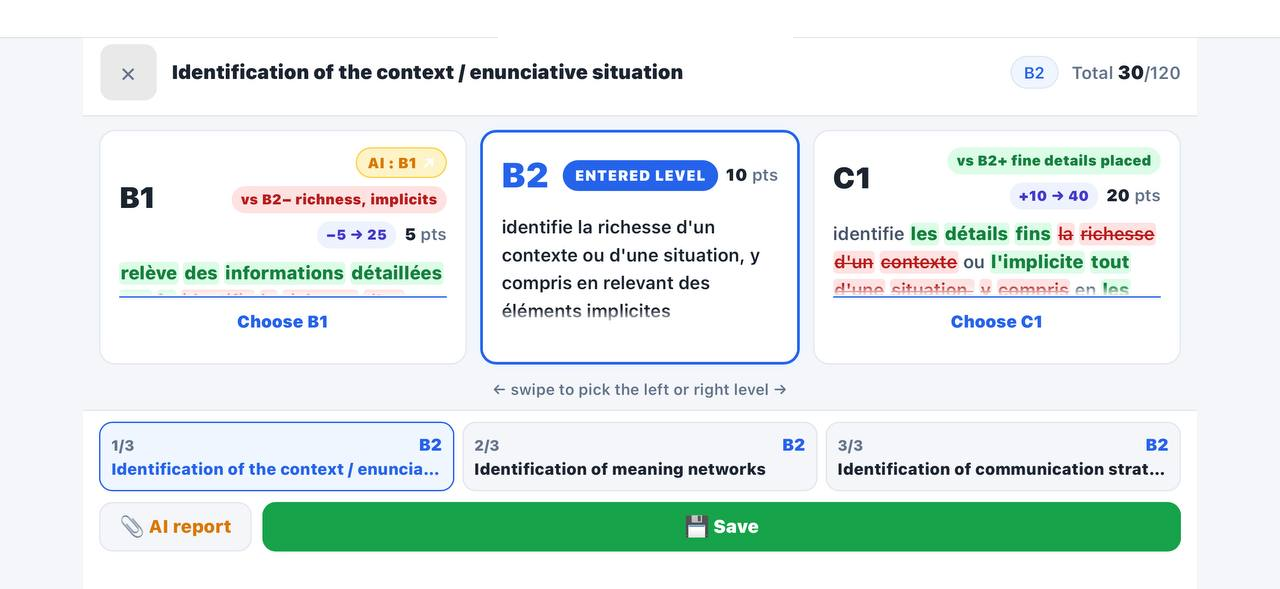 × Identification of the context / enunciative situation B2 Total 30/120
AI : B1 ↗
B1
vs B2− richness, implicits
−5 → 25 5 pts
relève des informations détaillées
Choose B1
B2 ENTERED LEVEL 10 pts
identifie la richesse d'un
contexte ou d'une situation, y
compris en relevant des
éléments implicites
vs B2+ fine details placed
C1
+10 → 40 20 pts
identifie les détails fins la richesse
d'un contexte ou l'implicite tout
d'une situation, y compris en les
Choose C1
← swipe to pick the left or right level →
1/3 B2
Identification of the context / enuncia...
2/3 B2
Identification of meaning networks
3/3 B2
Identification of communication strat...
📎 AI report
💾 Save